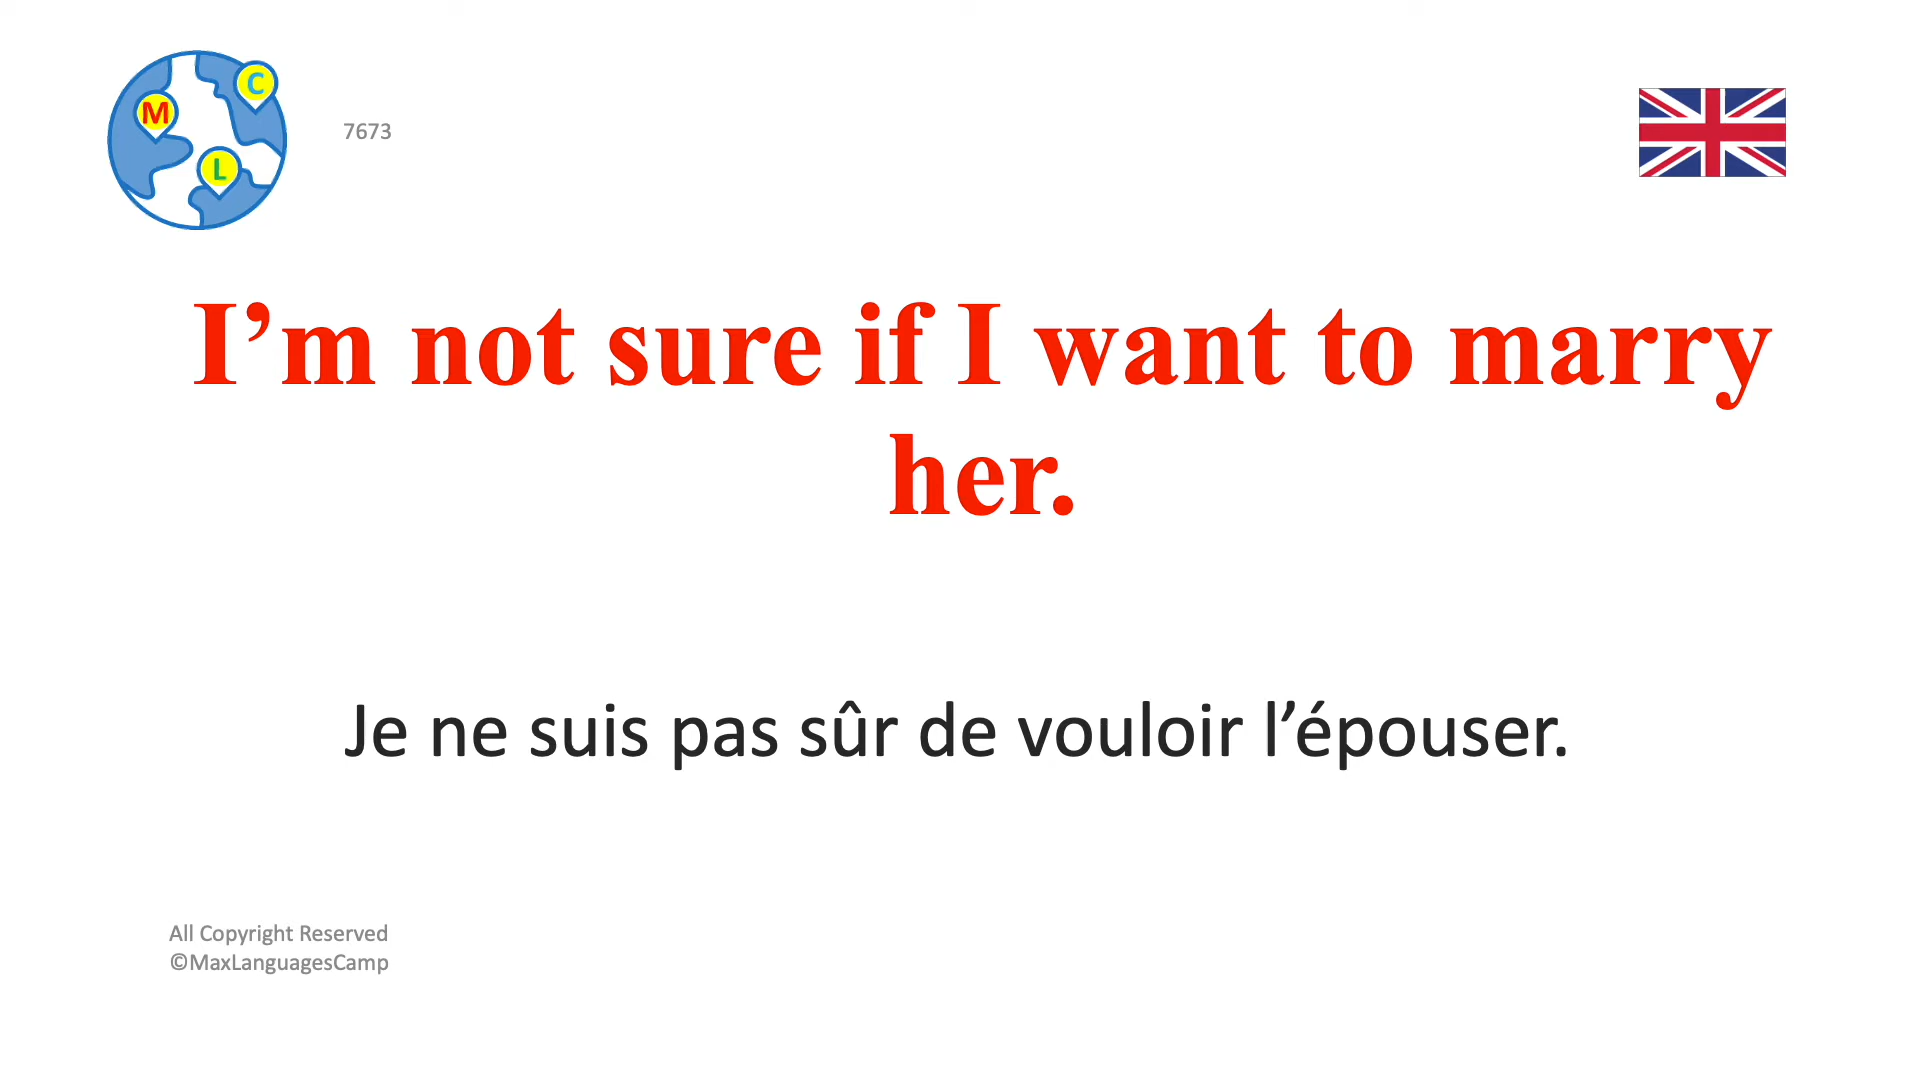 C
M
7673
L
I’m not sure if I want to marry
her.
Je ne suis pas sûr de vouloir l’épouser.
All Copyright Reserved
©MaxLanguagesCamp